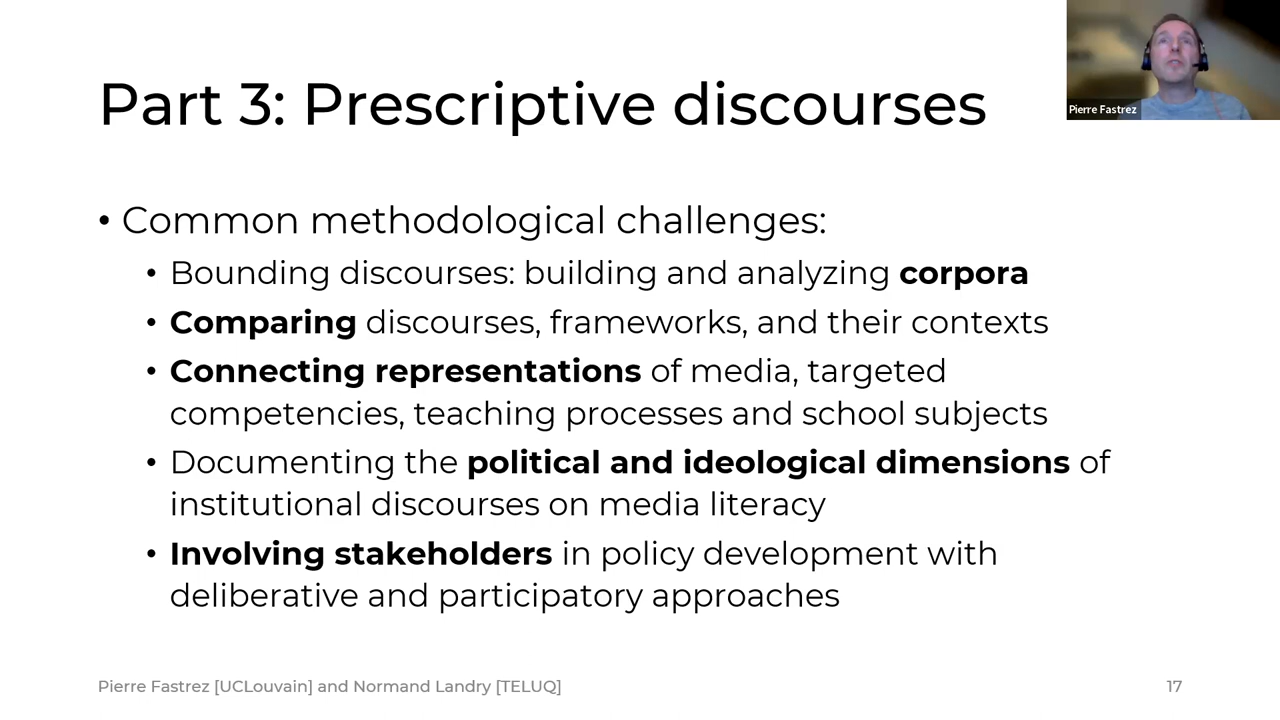 Part 3: Prescriptive discourses
Pierre Fastrez
• Common methodological challenges:
• Bounding discourses: building and analyzing corpora
• Comparing discourses, frameworks, and their contexts
• Connecting representations of media, targeted
competencies, teaching processes and school subjects
• Documenting the political and ideological dimensions of
institutional discourses on media literacy
• Involving stakeholders in policy development with
deliberative and participatory approaches
Pierre Fastrez [UCLouvain] and Normand Landry [TELUQ]
17